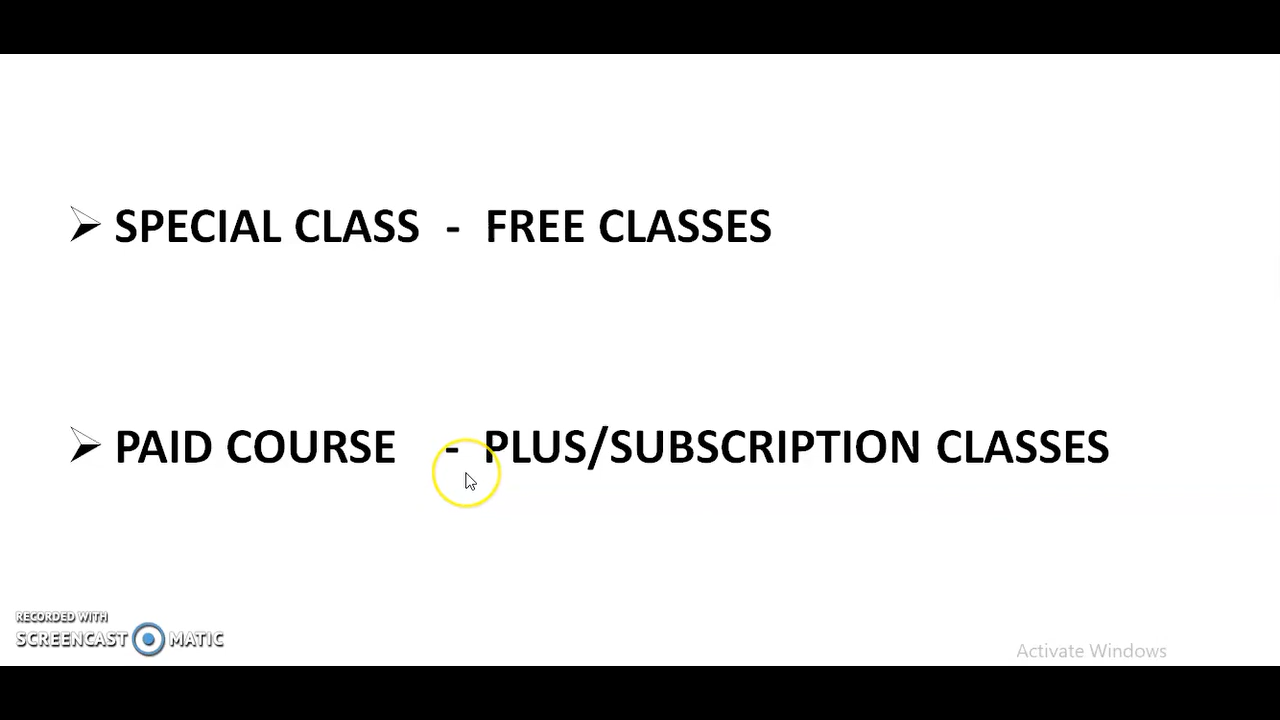 SPECIAL CLASS - FREE CLASSES
PAID COURSE - PLUS/SUBSCRIPTION CLASSES
RECORDED WITH
SCREENCAST MATIC
Activate Windows